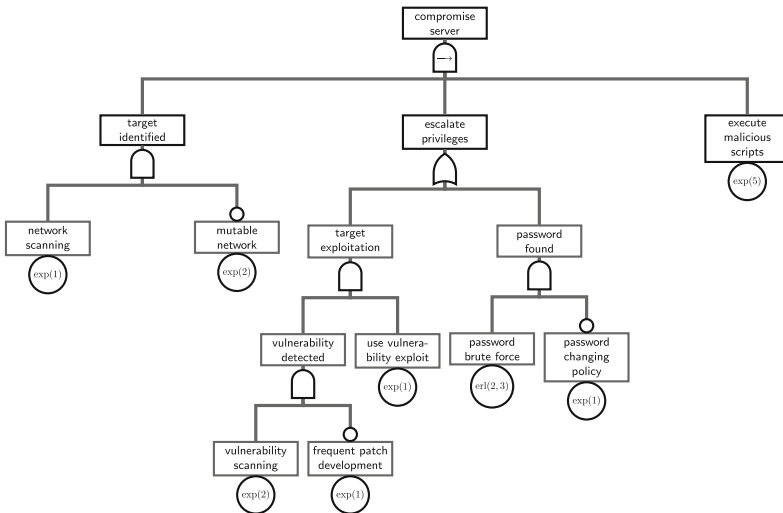 compromise
server
→
target
identified
escalate
privileges
execute
malicious
scripts
exp(5)
network
scanning
exp(1)
mutable
network
exp(2)
target
exploitation
password
found
vulnerability
detected
use vulnera-
bility exploit
exp(1)
password
brute force
erl(2, 3)
password
changing
policy
exp(1)
vulnerability
scanning
exp(2)
frequent patch
development
exp(1)